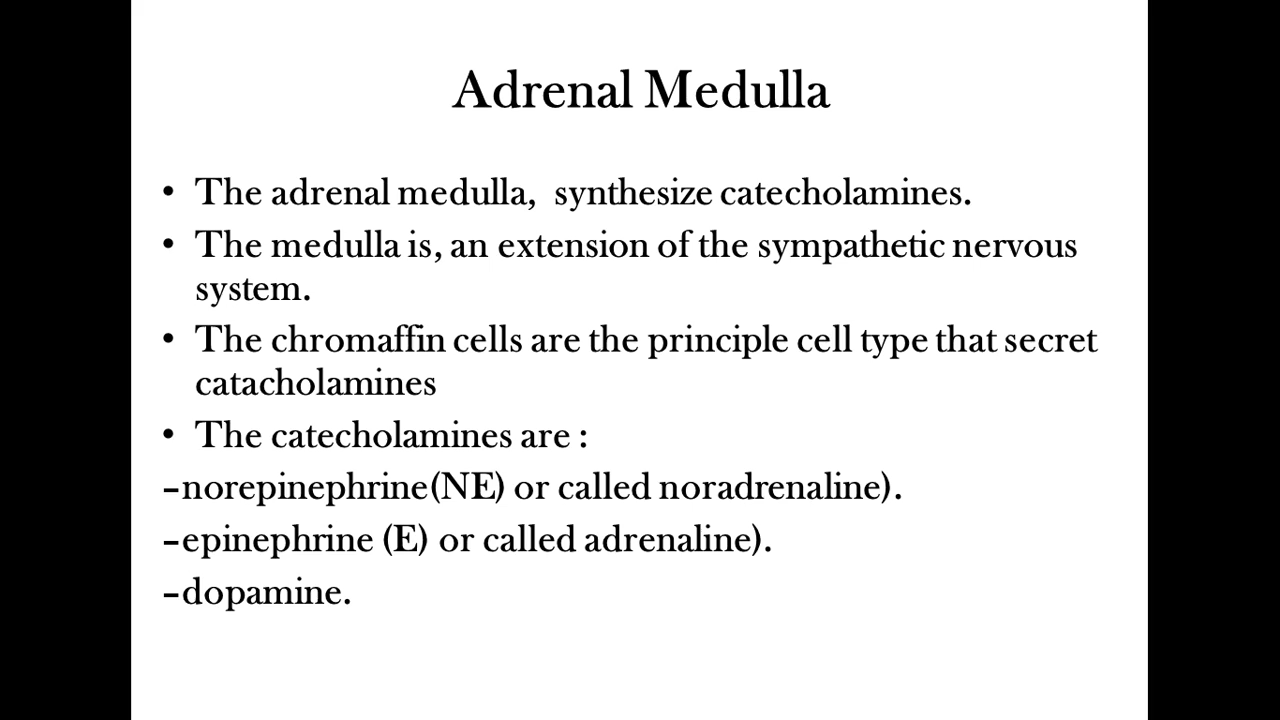 Adrenal Medulla
• The adrenal medulla, synthesize catecholamines.
• The medulla is, an extension of the sympathetic nervous
system.
• The chromaffin cells are the principle cell type that secret
catacholamines
• The catecholamines are :
–norepinephrine(NE) or called noradrenaline).
–epinephrine (E) or called adrenaline).
–dopamine.